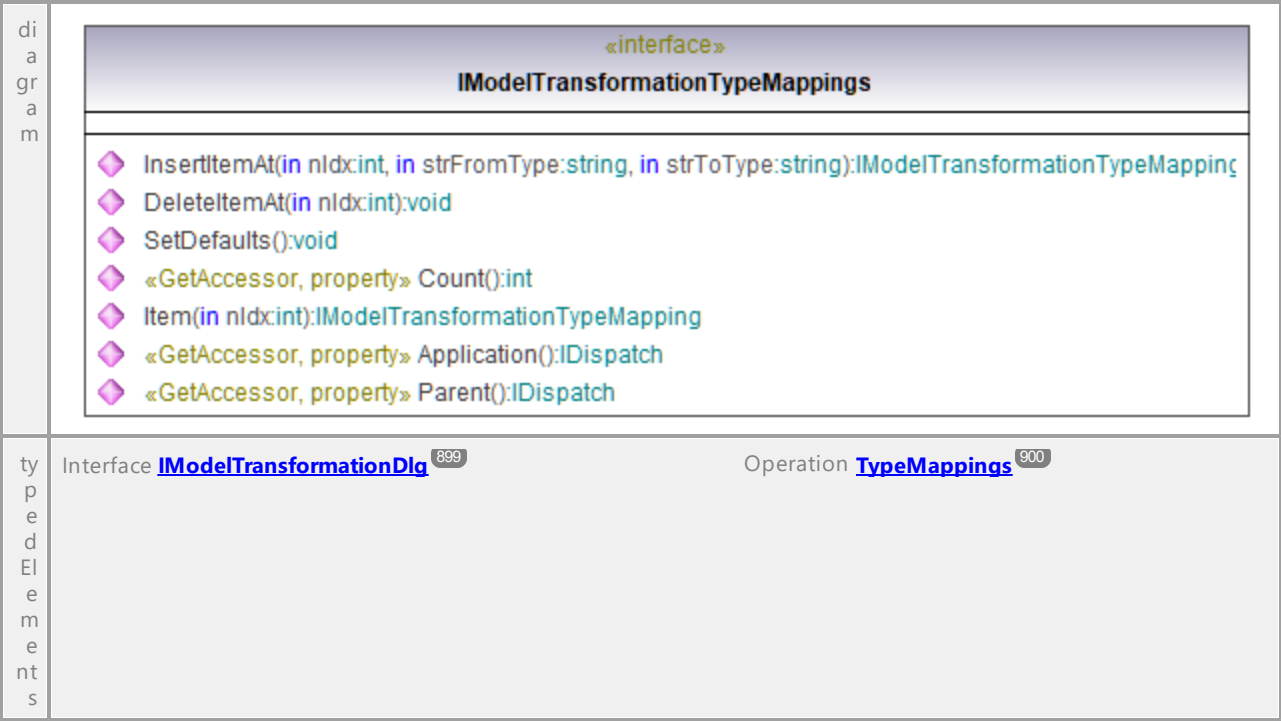 di
a
gr
a
m
«interface»
IModelTransformationTypeMappings
InsertItemAt(in nIdx:int, in strFromType:string, in strToType:string):IModelTransformationTypeMapping
DeleteItemAt(in nIdx:int):void
SetDefaults():void
«GetAccessor, property» Count():int
Item(in nIdx:int):IModelTransformationTypeMapping
«GetAccessor, property» Application():IDispatch
«GetAccessor, property» Parent():IDispatch
ty
p
e
d
El
e
m
e
nt
s
Interface IModelTransformationDlg 899
Operation TypeMappings 900